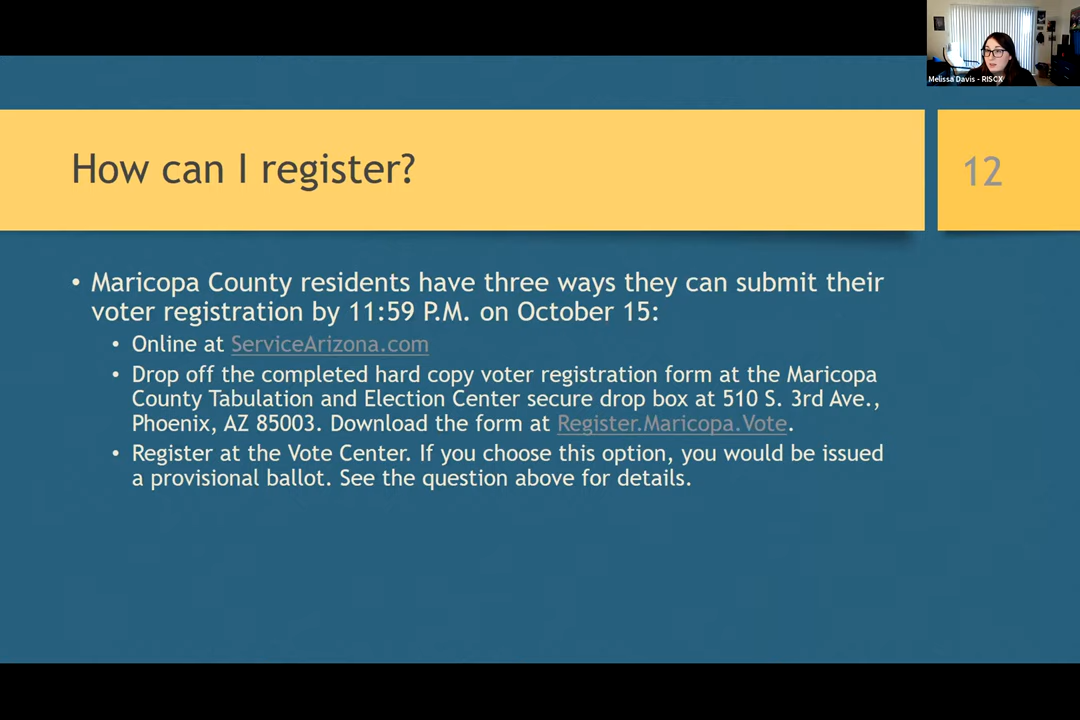 Melissa Davis - RISCX
How can I register?
12
• Maricopa County residents have three ways they can submit their
voter registration by 11:59 P.M. on October 15:
• Online at ServiceArizona.com
• Drop off the completed hard copy voter registration form at the Maricopa
County Tabulation and Election Center secure drop box at 510 S. 3rd Ave.,
Phoenix, AZ 85003. Download the form at Register.Maricopa.Vote.
• Register at the Vote Center. If you choose this option, you would be issued
a provisional ballot. See the question above for details.